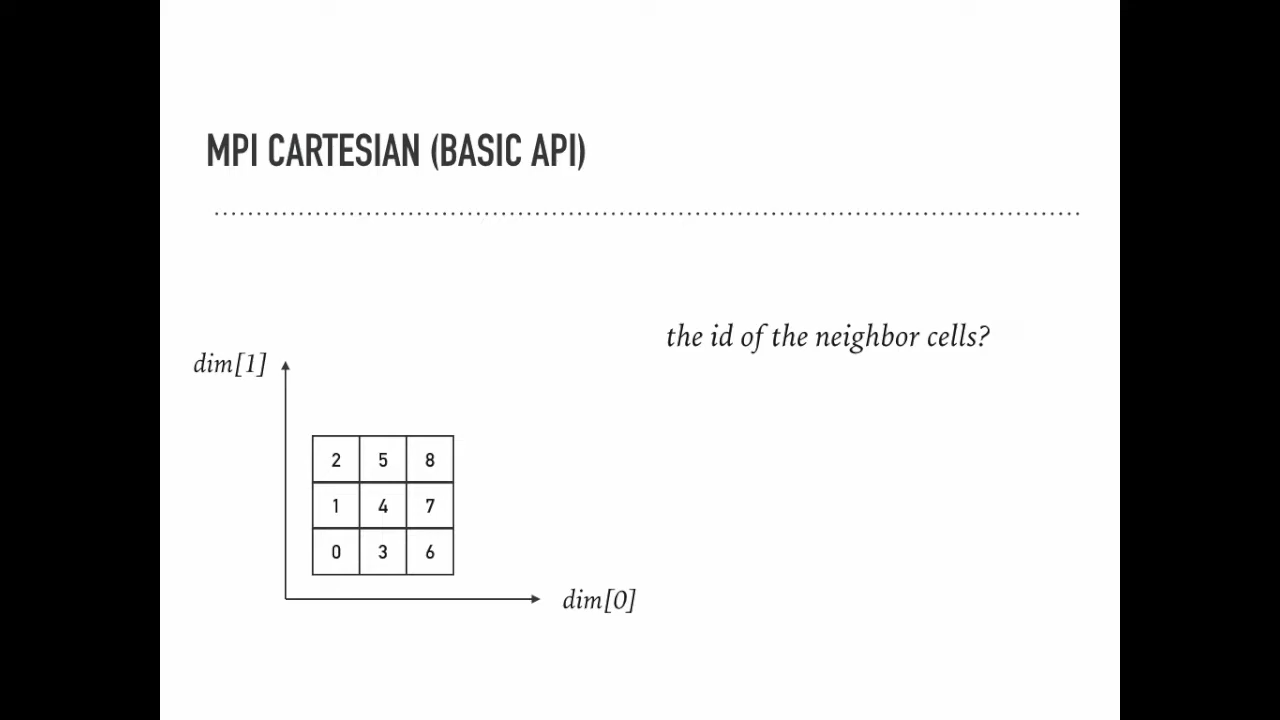 MPI CARTESIAN (BASIC API)
the id of the neighbor cells?
dim[1]
2 5 8
1 4 7
0 3 6
dim[0]